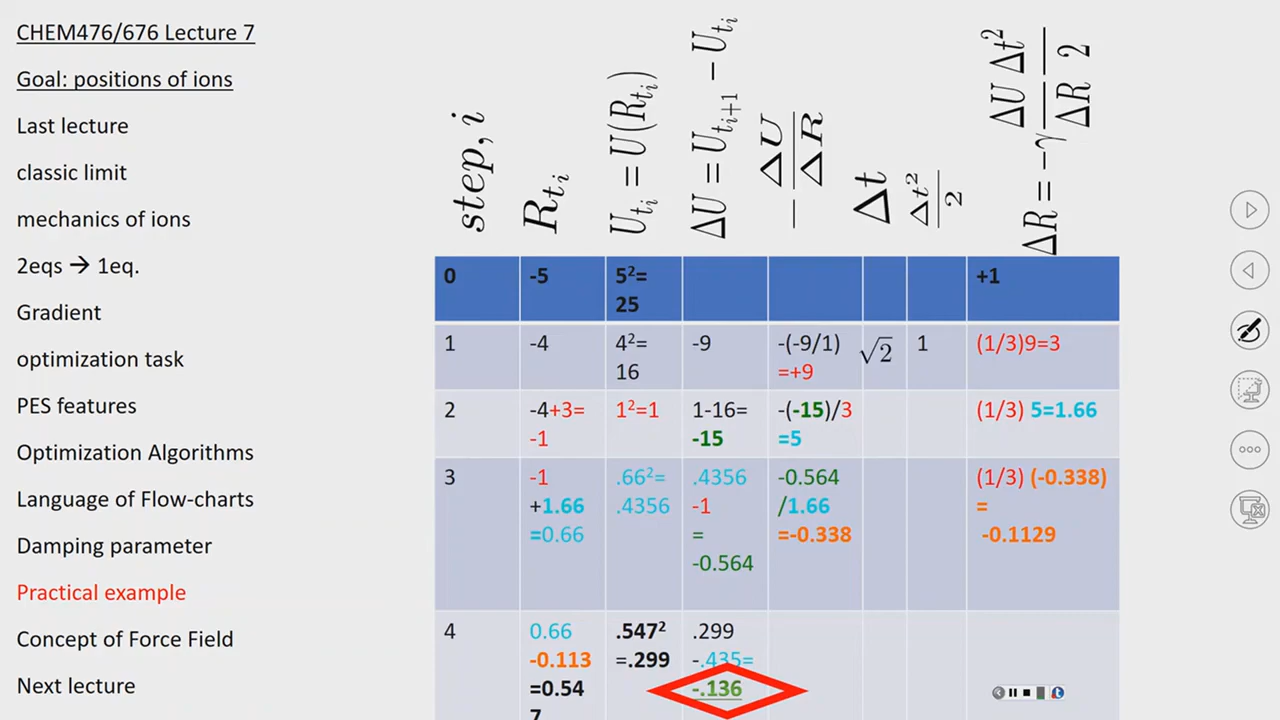 CHEM476/676 Lecture 7
Goal: positions of ions
Last lecture
classic limit
mechanics of ions
2eqs → 1eq.
Gradient
optimization task
PES features
Optimization Algorithms
Language of Flow-charts
Damping parameter
Practical example
Concept of Force Field
Next lecture
step, i
R_{t_i}
U_{t_i} = U(R_{t_i})
ΔU = U_{t_{i+1}} − U_{t_i}
− ΔU/ΔR
Δt
Δt²/2
ΔR = −γ ΔU/ΔR Δt²/2
0
-5
5²=
25
+1
1
-4
4²=
16
-9
-(-9/1)
=+9
√2
1
(1/3)9=3
2
-4+3=
-1
1²=1
1-16=
-15
-(-15)/3
=5
(1/3) 5=1.66
3
-1
+1.66
=0.66
.66²=
.4356
.4356
-1
=
-0.564
-0.564
/1.66
=-0.338
(1/3) (-0.338)
=
-0.1129
4
0.66
-0.113
=0.54
7
.547²
=.299
.299
-.435=
-.136